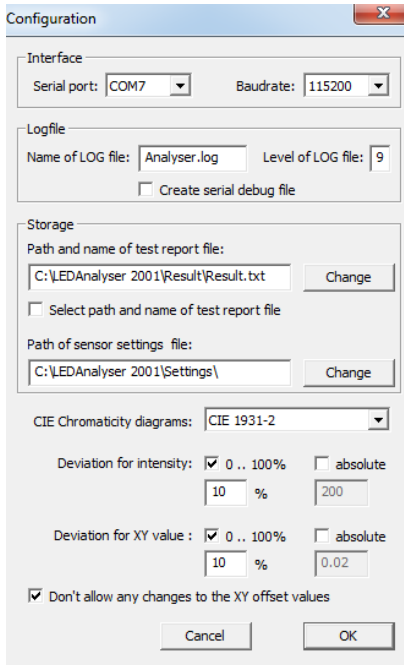 Configuration
Interface
Serial port: COM7 Baudrate: 115200
Logfile
Name of LOG file: Analyser.log Level of LOG file: 9
Create serial debug file
Storage
Path and name of test report file:
C:\LEDAnalyser 2001\Result\Result.txt Change
Select path and name of test report file
Path of sensor settings file:
C:\LEDAnalyser 2001\Settings\ Change
CIE Chromaticity diagrams: CIE 1931-2
Deviation for intensity: 0 .. 100% absolute
10 % 200
Deviation for XY value : 0 .. 100% absolute
10 % 0.02
Don't allow any changes to the XY offset values
Cancel OK